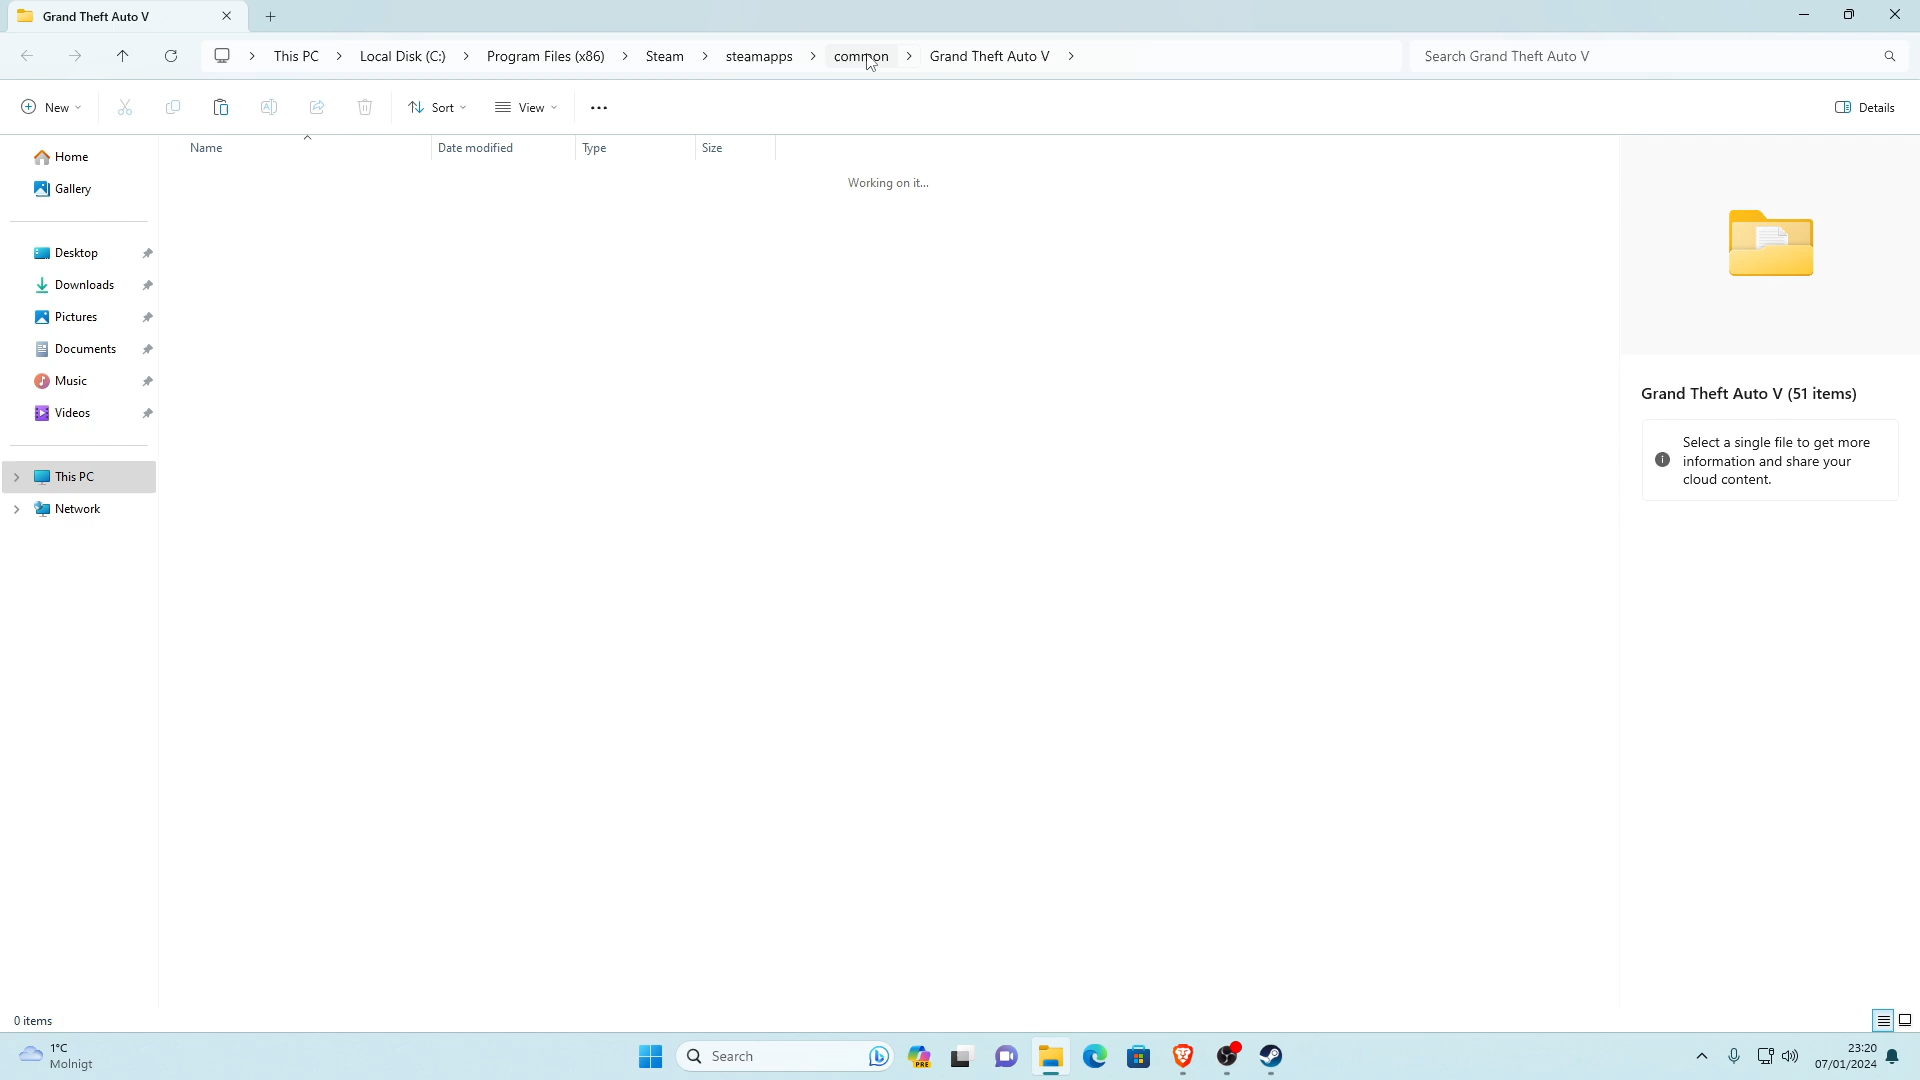 Grand Theft Auto V
This PC
Local Disk (C:)
Program Files (x86)
Steam
steamapps
common
Grand Theft Auto V
Search Grand Theft Auto V
New
Sort
View
Details
Name
Date modified
Type
Size
Working on it...
Home
Gallery
Desktop
Downloads
Pictures
Documents
Music
Videos
This PC
Network
Grand Theft Auto V (51 items)
Select a single file to get more
information and share your
cloud content.
0 items
1°C
Molnigt
Search
PRE
23:20
07/01/2024